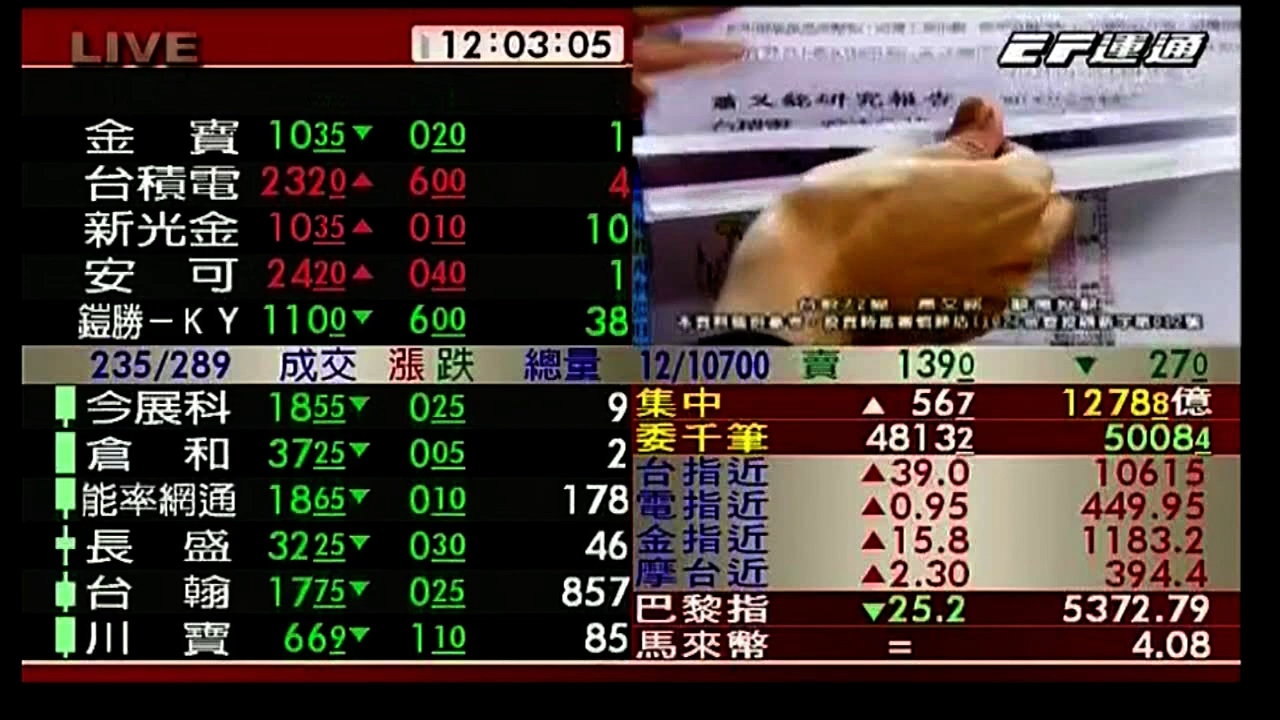 LIVE 12:03:05
EF運通
金寶 1035▼ 020 1
台積電 2320▲ 600 4
新光金 1035▲ 010 10
安可 2420▲ 040 1
鎧勝－KY 1100▼ 600 38
235/289 成交 漲跌 總量 12/10700 賣 1390 ▼ 270
今展科 1855▼ 025 9
倉和 3725▼ 005 2
能率網通 1865▼ 010 178
長盛 3225▼ 030 46
台翰 1775▼ 025 857
川寶 669▼ 110 85
集中 ▲ 567 12788億
委千筆 48132 50084
台指近 ▲39.0 10615
電指近 ▲0.95 449.95
金指近 ▲15.8 1183.2
摩台近 ▲2.30 394.4
巴黎指 ▼25.2 5372.79
馬來幣 = 4.08
研究報告